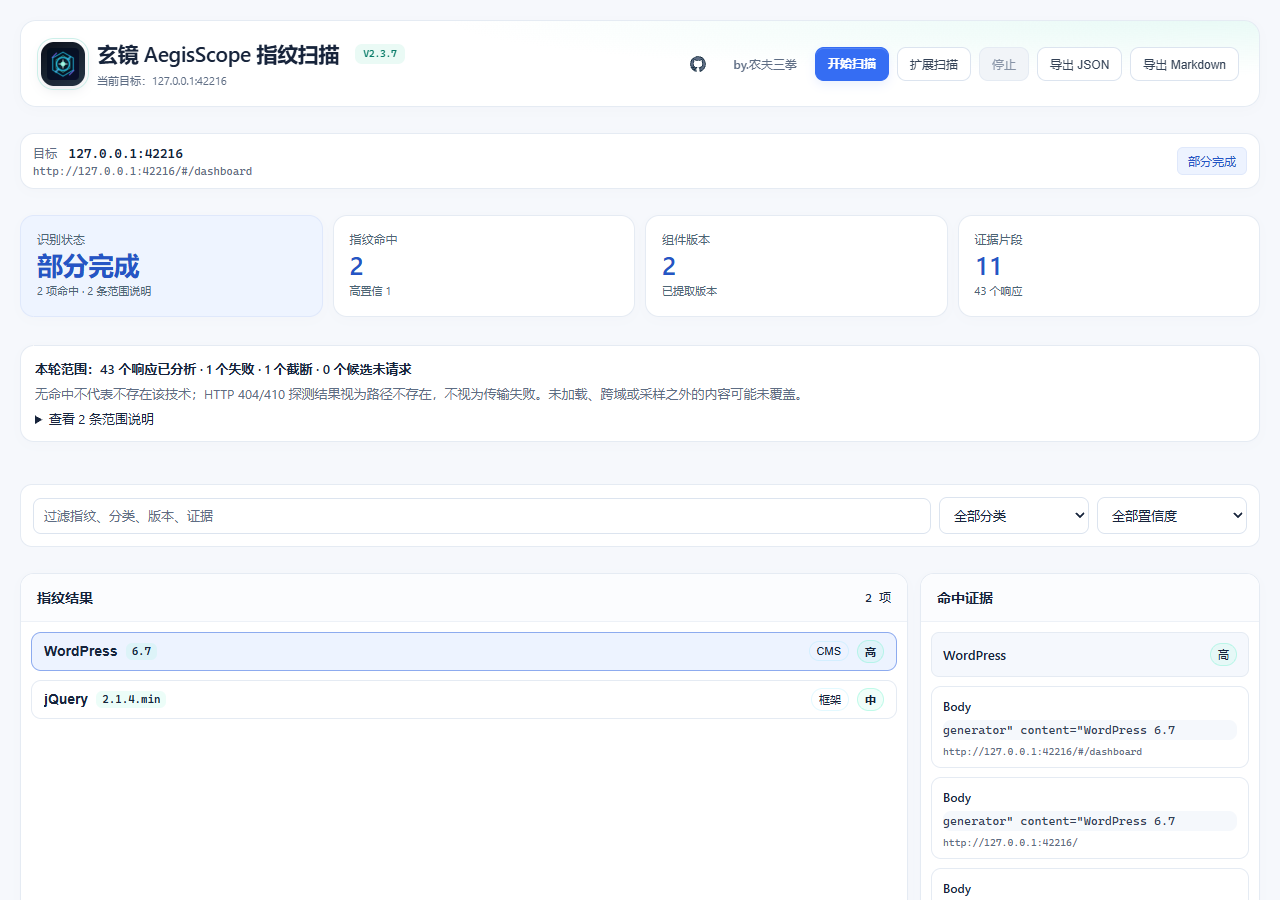 玄镜 AegisScope 指纹扫描 V2.3.7
当前目标：127.0.0.1:42216
by.农夫三拳
开始扫描
扩展扫描
停止
导出 JSON
导出 Markdown
目标 127.0.0.1:42216
http://127.0.0.1:42216/#/dashboard
部分完成
识别状态
部分完成
2 项命中 · 2 条范围说明
指纹命中
2
高置信 1
组件版本
2
已提取版本
证据片段
11
43 个响应
本轮范围：43 个响应已分析 · 1 个失败 · 1 个截断 · 0 个候选未请求
无命中不代表不存在该技术；HTTP 404/410 探测结果视为路径不存在，不视为传输失败。未加载、跨域或采样之外的内容可能未覆盖。
查看 2 条范围说明
过滤指纹、分类、版本、证据
全部分类
全部置信度
指纹结果
2 项
WordPress 6.7 CMS 高
jQuery 2.1.4.min 框架 中
命中证据
WordPress 高
Body
generator" content="WordPress 6.7
http://127.0.0.1:42216/#/dashboard
Body
generator" content="WordPress 6.7
http://127.0.0.1:42216/
Body